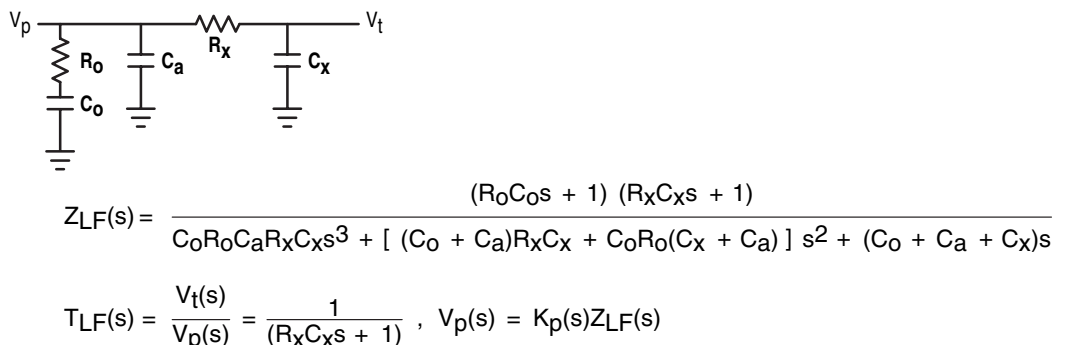 Vp Vt
Rx
Ro Ca Cx
Co
ZLF(s) = (RoCos + 1) (RxCxs + 1)
CoRoCaRxCxs3 + [ (Co + Ca)RxCx + CoRo(Cx + Ca) ] s2 + (Co + Ca + Cx)s
TLF(s) = Vt(s) / Vp(s) = 1 / (RxCxs + 1) , Vp(s) = Kp(s)ZLF(s)